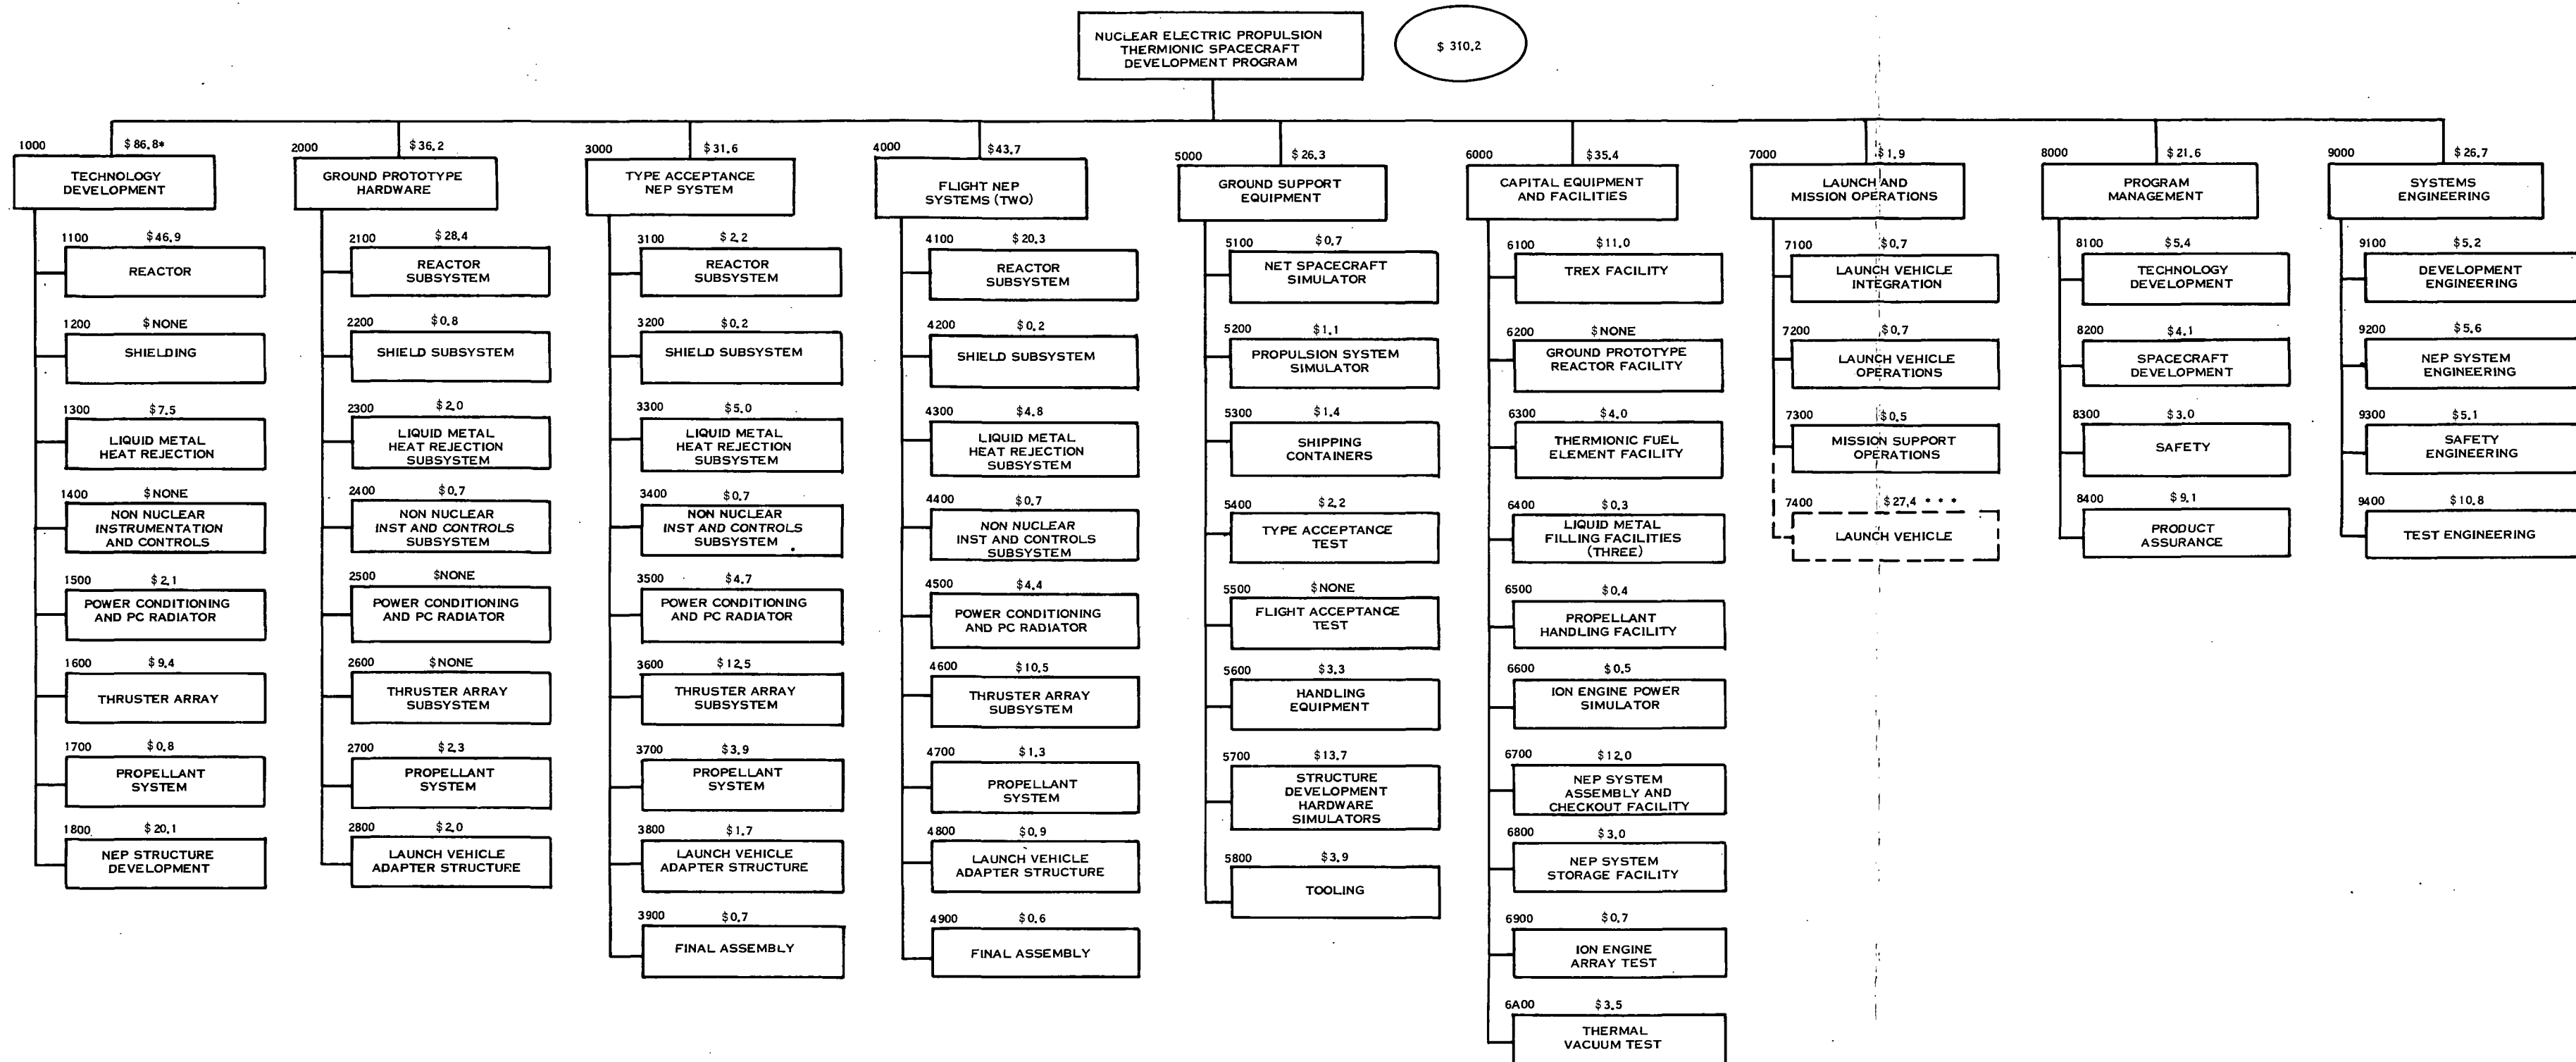 NUCLEAR ELECTRIC PROPULSION
THERMIONIC SPACECRAFT
DEVELOPMENT PROGRAM
$ 310.2
1000 $ 86.8*
TECHNOLOGY
DEVELOPMENT
1100 $ 46.9
REACTOR
1200 $ NONE
SHIELDING
1300 $ 7.5
LIQUID METAL
HEAT REJECTION
1400 $ NONE
NON NUCLEAR
INSTRUMENTATION
AND CONTROLS
1500 $ 2.1
POWER CONDITIONING
AND PC RADIATOR
1600 $ 9.4
THRUSTER ARRAY
1700 $ 0.8
PROPELLANT
SYSTEM
1800 $ 20.1
NEP STRUCTURE
DEVELOPMENT
2000 $ 36.2
GROUND PROTOTYPE
HARDWARE
2100 $ 28.4
REACTOR
SUBSYSTEM
2200 $ 0.8
SHIELD SUBSYSTEM
2300 $ 2.0
LIQUID METAL
HEAT REJECTION
SUBSYSTEM
2400 $ 0.7
NON NUCLEAR
INST AND CONTROLS
SUBSYSTEM
2500 $NONE
POWER CONDITIONING
AND PC RADIATOR
2600 $ NONE
THRUSTER ARRAY
SUBSYSTEM
2700 $ 2.3
PROPELLANT
SYSTEM
2800 $ 2.0
LAUNCH VEHICLE
ADAPTER STRUCTURE
3000 $ 31.6
TYPE ACCEPTANCE
NEP SYSTEM
3100 $ 2.2
REACTOR
SUBSYSTEM
3200 $ 0.2
SHIELD SUBSYSTEM
3300 $ 5.0
LIQUID METAL
HEAT REJECTION
SUBSYSTEM
3400 $ 0.7
NON NUCLEAR
INST AND CONTROLS
SUBSYSTEM
3500 $ 4.7
POWER CONDITIONING
AND PC RADIATOR
3600 $ 12.5
THRUSTER ARRAY
SUBSYSTEM
3700 $ 3.9
PROPELLANT
SYSTEM
3800 $ 1.7
LAUNCH VEHICLE
ADAPTER STRUCTURE
3900 $ 0.7
FINAL ASSEMBLY
4000 $43.7
FLIGHT NEP
SYSTEMS (TWO)
4100 $ 20.3
REACTOR
SUBSYSTEM
4200 $ 0.2
SHIELD SUBSYSTEM
4300 $ 4.8
LIQUID METAL
HEAT REJECTION
SUBSYSTEM
4400 $ 0.7
NON NUCLEAR
INST AND CONTROLS
SUBSYSTEM
4500 $ 4.4
POWER CONDITIONING
AND PC RADIATOR
4600 $ 10.5
THRUSTER ARRAY
SUBSYSTEM
4700 $ 1.3
PROPELLANT
SYSTEM
4800 $ 0.9
LAUNCH VEHICLE
ADAPTER STRUCTURE
4900 $ 0.6
FINAL ASSEMBLY
5000 $ 26.3
GROUND SUPPORT
EQUIPMENT
5100 $ 0.7
NET SPACECRAFT
SIMULATOR
5200 $ 1.1
PROPULSION SYSTEM
SIMULATOR
5300 $ 1.4
SHIPPING
CONTAINERS
5400 $ 2.2
TYPE ACCEPTANCE
TEST
5500 $ NONE
FLIGHT ACCEPTANCE
TEST
5600 $ 3.3
HANDLING
EQUIPMENT
5700 $ 13.7
STRUCTURE
DEVELOPMENT
HARDWARE
SIMULATORS
5800 $ 3.9
TOOLING
6000 $ 35.4
CAPITAL EQUIPMENT
AND FACILITIES
6100 $ 11.0
TREX FACILITY
6200 $ NONE
GROUND PROTOTYPE
REACTOR FACILITY
6300 $ 4.0
THERMIONIC FUEL
ELEMENT FACILITY
6400 $ 0.3
LIQUID METAL
FILLING FACILITIES
(THREE)
6500 $ 0.4
PROPELLANT
HANDLING FACILITY
6600 $ 0.5
ION ENGINE POWER
SIMULATOR
6700 $ 12.0
NEP SYSTEM
ASSEMBLY AND
CHECKOUT FACILITY
6800 $ 3.0
NEP SYSTEM
STORAGE FACILITY
6900 $ 0.7
ION ENGINE
ARRAY TEST
6A00 $ 3.5
THERMAL
VACUUM TEST
7000 $ 1.9
LAUNCH AND
MISSION OPERATIONS
7100 $ 0.7
LAUNCH VEHICLE
INTEGRATION
7200 $ 0.7
LAUNCH VEHICLE
OPERATIONS
7300 $ 0.5
MISSION SUPPORT
OPERATIONS
7400 $ 27.4 * * *
LAUNCH VEHICLE
8000 $ 21.6
PROGRAM
MANAGEMENT
8100 $ 5.4
TECHNOLOGY
DEVELOPMENT
8200 $ 4.1
SPACECRAFT
DEVELOPMENT
8300 $ 3.0
SAFETY
8400 $ 9.1
PRODUCT
ASSURANCE
9000 $ 26.7
SYSTEMS
ENGINEERING
9100 $ 5.2
DEVELOPMENT
ENGINEERING
9200 $ 5.6
NEP SYSTEM
ENGINEERING
9300 $ 5.1
SAFETY
ENGINEERING
9400 $ 10.8
TEST ENGINEERING